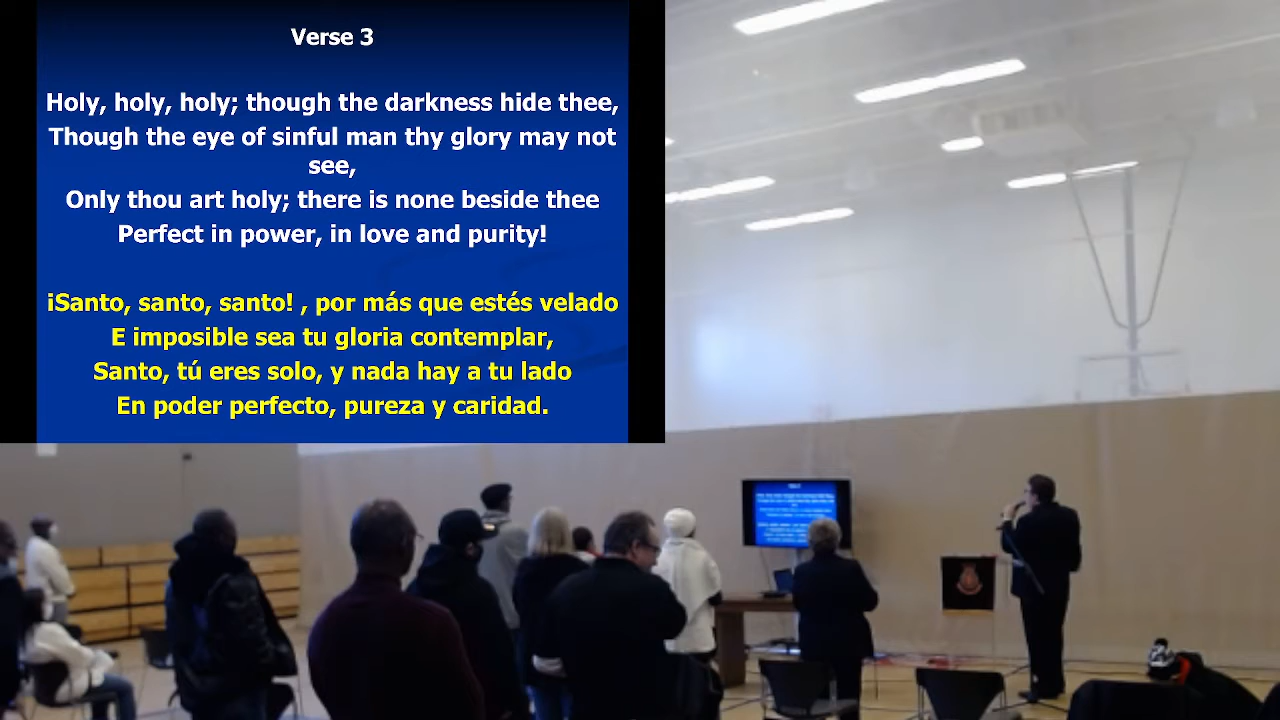 Verse 3
Holy, holy, holy; though the darkness hide thee,
Though the eye of sinful man thy glory may not
see,
Only thou art holy; there is none beside thee
Perfect in power, in love and purity!
¡Santo, santo, santo! , por más que estés velado
E imposible sea tu gloria contemplar,
Santo, tú eres solo, y nada hay a tu lado
En poder perfecto, pureza y caridad.